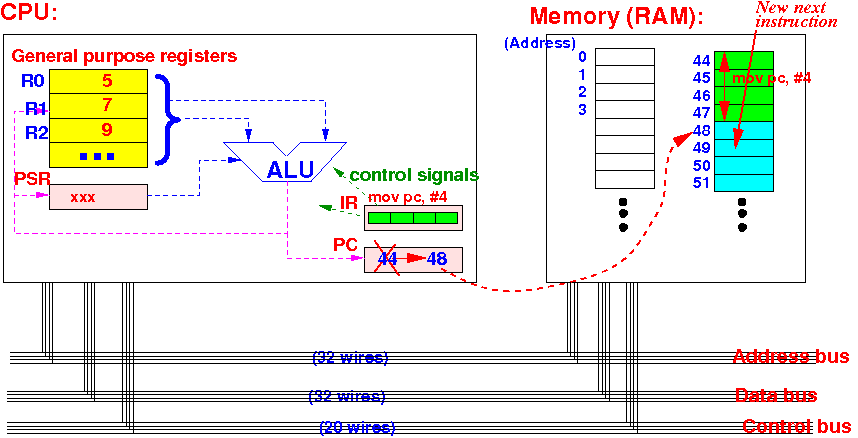 CPU:
Memory (RAM):
New next
instruction
(Address)
General purpose registers
R0 5
R1 7
R2 9
...
PSR
xxx
ALU
control signals
IR
mov pc, #4
PC
44 48
0
1
2
3
44
45
46
47
48
49
50
51
mov pc, #4
(32 wires)
Address bus
(32 wires)
Data bus
(20 wires)
Control bus